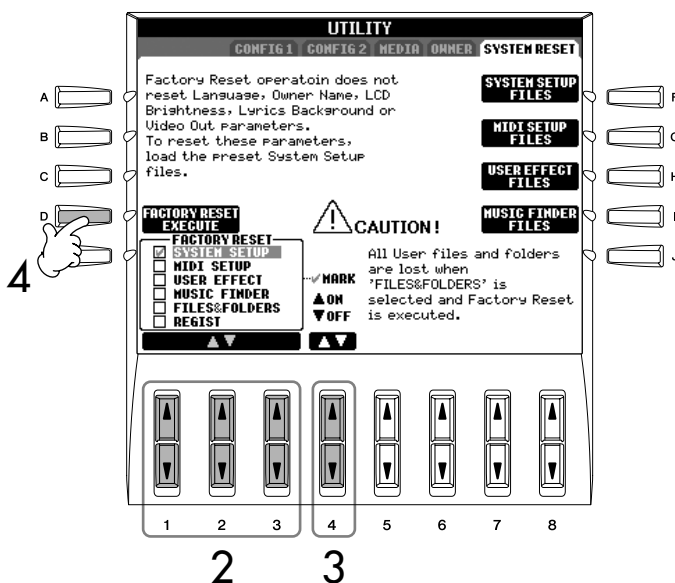 UTILITY
CONFIG 1 CONFIG 2 MEDIA OWNER SYSTEM RESET
Factory Reset operatoin does not
reset Language, Owner Name, LCD
Brightness, Lyrics Background or
Video Out parameters.
To reset these parameters,
load the preset System Setup
files.
SYSTEM SETUP
FILES
MIDI SETUP
FILES
USER EFFECT
FILES
MUSIC FINDER
FILES
A
B
C
D
F
J
4
FACTORY RESET
EXECUTE
FACTORY RESET
SYSTEM SETUP
MIDI SETUP
USER EFFECT
MUSIC FINDER
FILES&FOLDERS
REGIST
MARK
▲ON
▼OFF
CAUTION!
All User files and folders
are lost when
'FILES&FOLDERS' is
selected and Factory Reset
is executed.
▲▼
▲▼
1 2 3 4 5 6 7 8
2 3